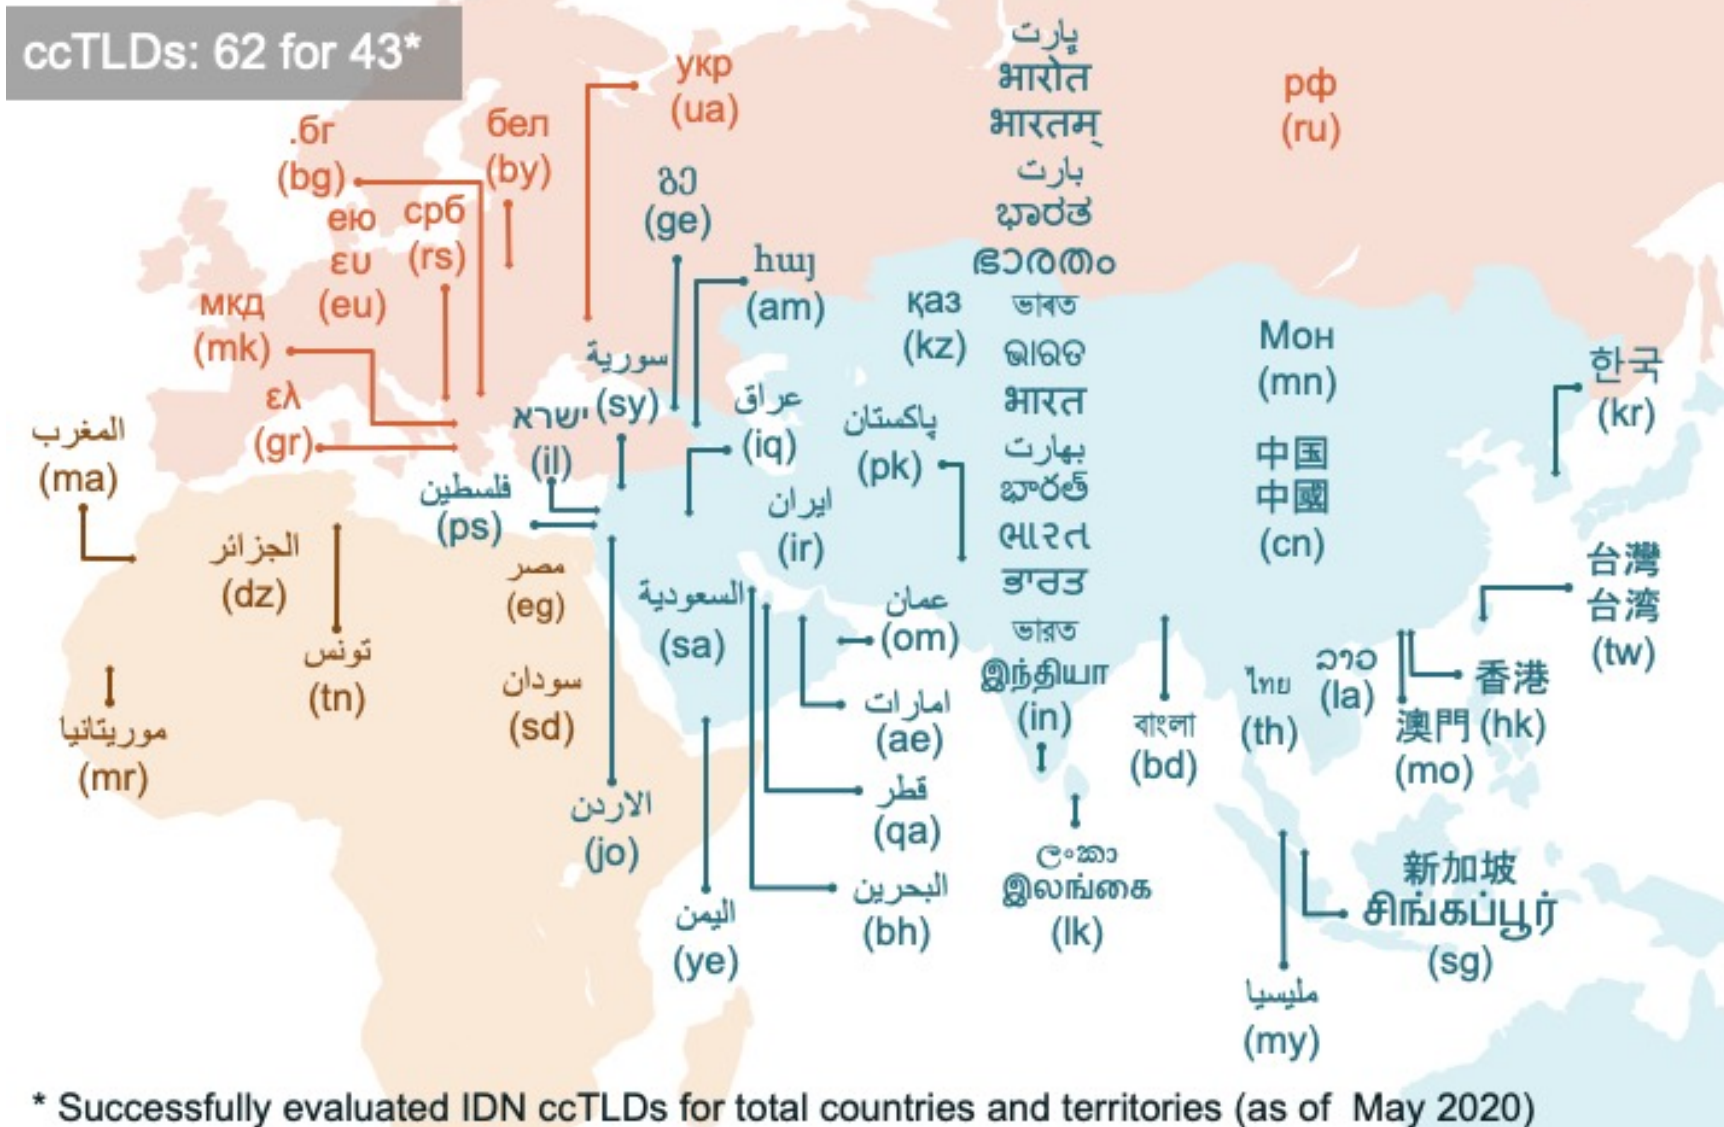 ccTLDs: 62 for 43*
укр
(ua)
.бг
(bg)
бел
(by)
ею
ευ
(eu)
срб
(rs)
мкд
(mk)
ελ
(gr)
рф
(ru)
გე
(ge)
հայ
(am)
қаз
(kz)
سورية
(sy)
ישרא
(il)
عراق
(iq)
فلسطين
(ps)
ایران
(ir)
پاکستان
(pk)
المغرب
(ma)
الجزائر
(dz)
تونس
(tn)
مصر
(eg)
سودان
(sd)
موريتانيا
(mr)
السعودية
(sa)
عمان
(om)
امارات
(ae)
قطر
(qa)
البحرين
(bh)
الاردن
(jo)
اليمن
(ye)
ڀارت
भारोत
भारतम्
بارت
ಭಾರತ
ഭാരതം
ভাৰত
ଭାରତ
भारत
بھارت
భారత్
ભારત
ਭਾਰਤ
ভারত
இந்தியா
(in)
ලංකා
இலங்கை
(lk)
বাংলা
(bd)
Мон
(mn)
中国
中國
(cn)
한국
(kr)
台灣
台湾
(tw)
ไทย
(th)
ລາວ
(la)
香港
(hk)
澳門
(mo)
新加坡
சிங்கப்பூர்
(sg)
مليسيا
(my)
* Successfully evaluated IDN ccTLDs for total countries and territories (as of May 2020)